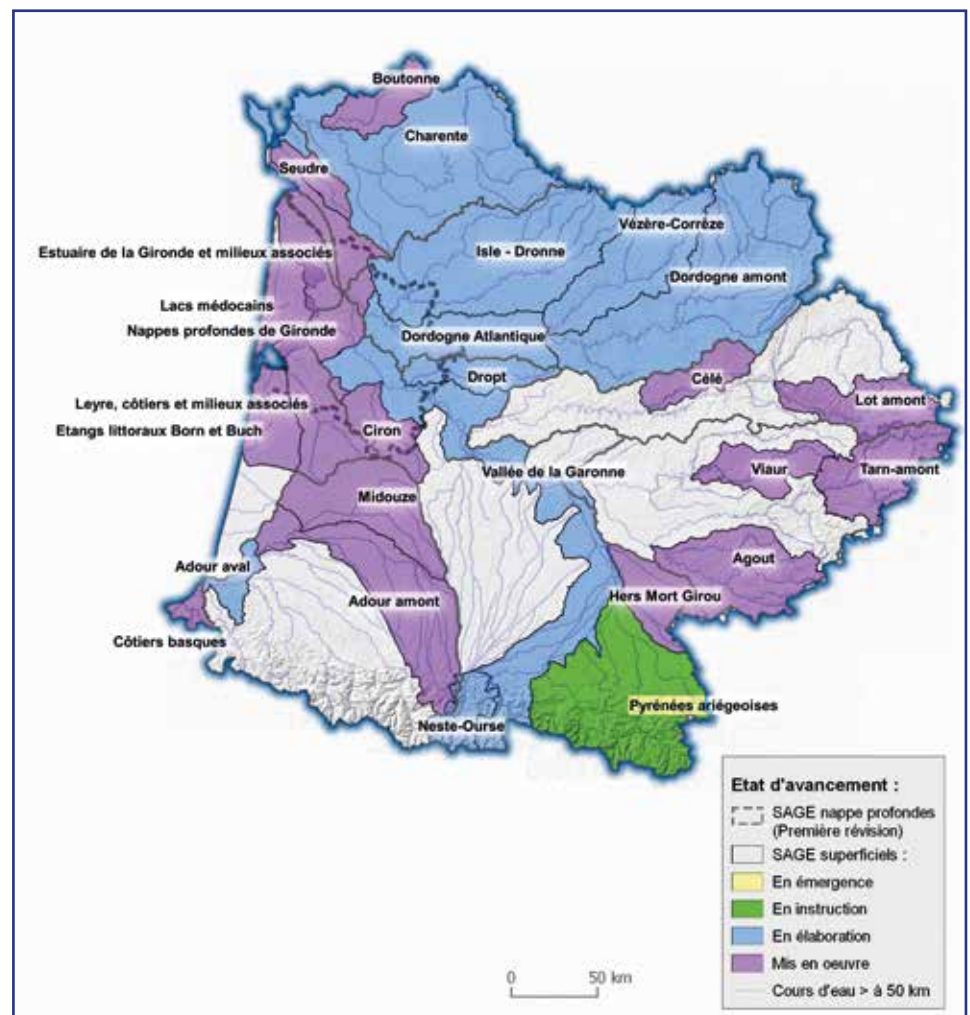 Boutonne
Charente
Seudre
Vézère-Corrèze
Isle - Dronne
Estuaire de la Gironde et milieux associés
Dordogne amont
Lacs médocains
Nappes profondes de Gironde
Dordogne Atlantique
Dropt
Célé
Lot amont
Leyre, côtiers et milieux associés
Etangs littoraux Born et Buch
Ciron
Vallée de la Garonne
Viaur
Tarn-amont
Midouze
Agout
Adour aval
Adour amont
Hers Mort Girou
Côtiers basques
Pyrénées ariégeoises
Neste-Ourse
Etat d'avancement :
SAGE nappe profondes
(Première révision)
SAGE superficiels :
En émergence
En instruction
En élaboration
Mis en oeuvre
Cours d'eau > à 50 km
0 50 km